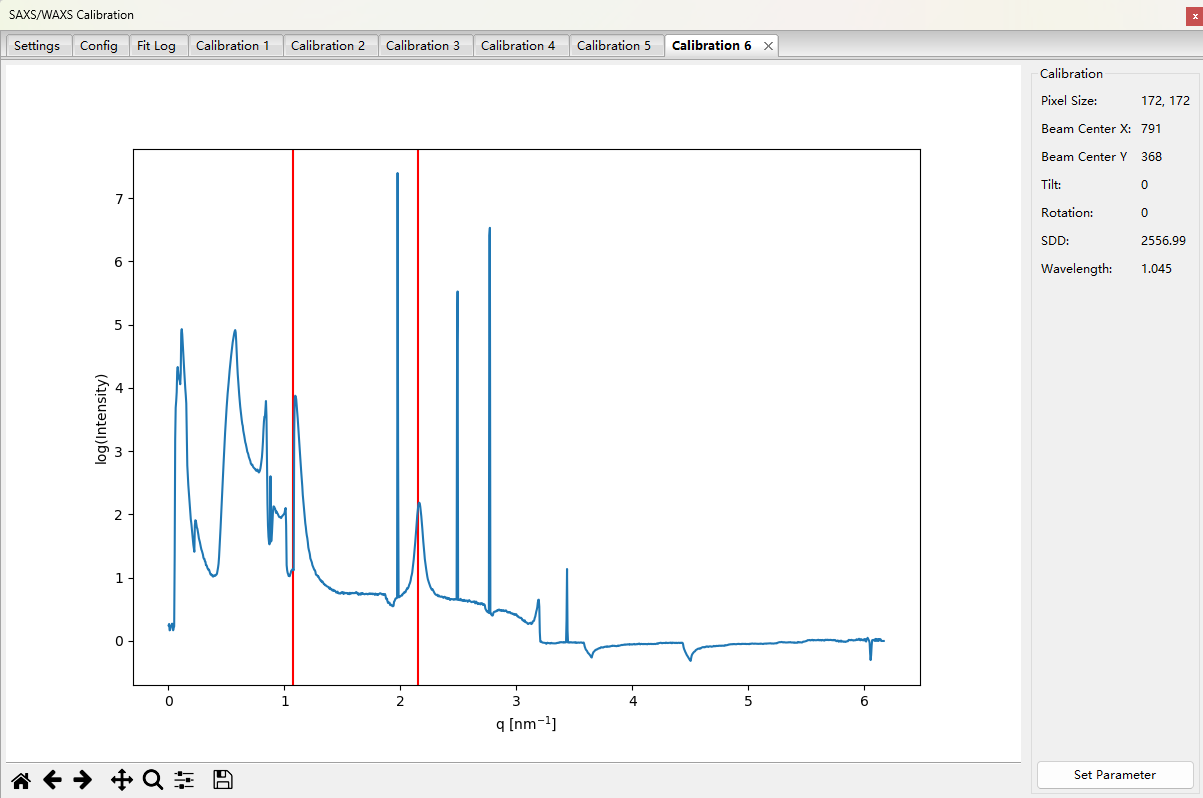 SAXS/WAXS Calibration
x
Settings Config Fit Log Calibration 1 Calibration 2 Calibration 3 Calibration 4 Calibration 5 Calibration 6
Calibration
Pixel Size: 172, 172
Beam Center X: 791
Beam Center Y 368
Tilt: 0
Rotation: 0
SDD: 2556.99
Wavelength: 1.045
7
6
5
4
3
2
1
0
log(Intensity)
0 1 2 3 4 5 6
q [nm⁻¹]
Set Parameter